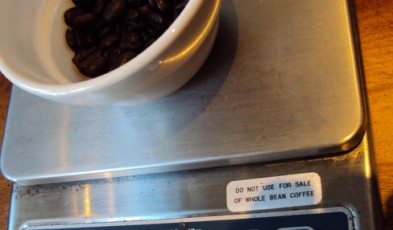 DO NOT USE FOR SALE
OF WHOLE BEAN COFFEE